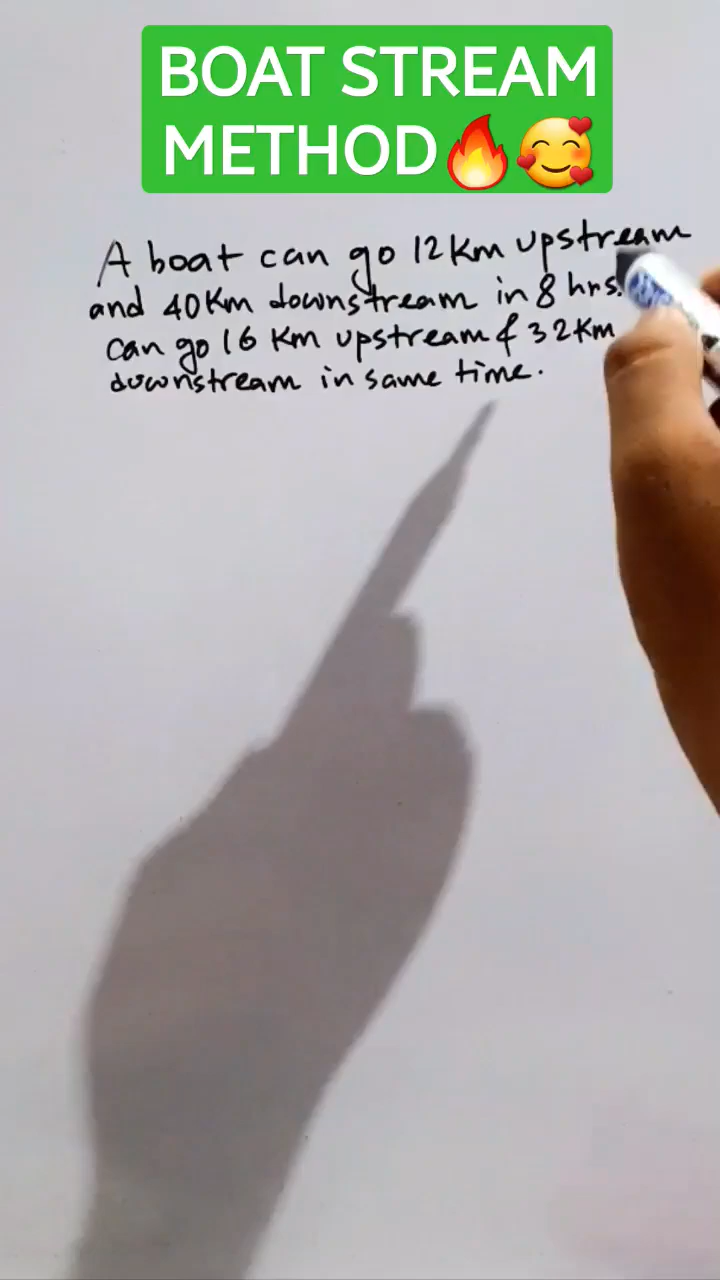 BOAT STREAM
METHOD🔥🥰
A boat can go 12 Km upstream
and 40 Km downstream in 8 hrs.
can go 16 Km upstream & 32 Km
downstream in same time.